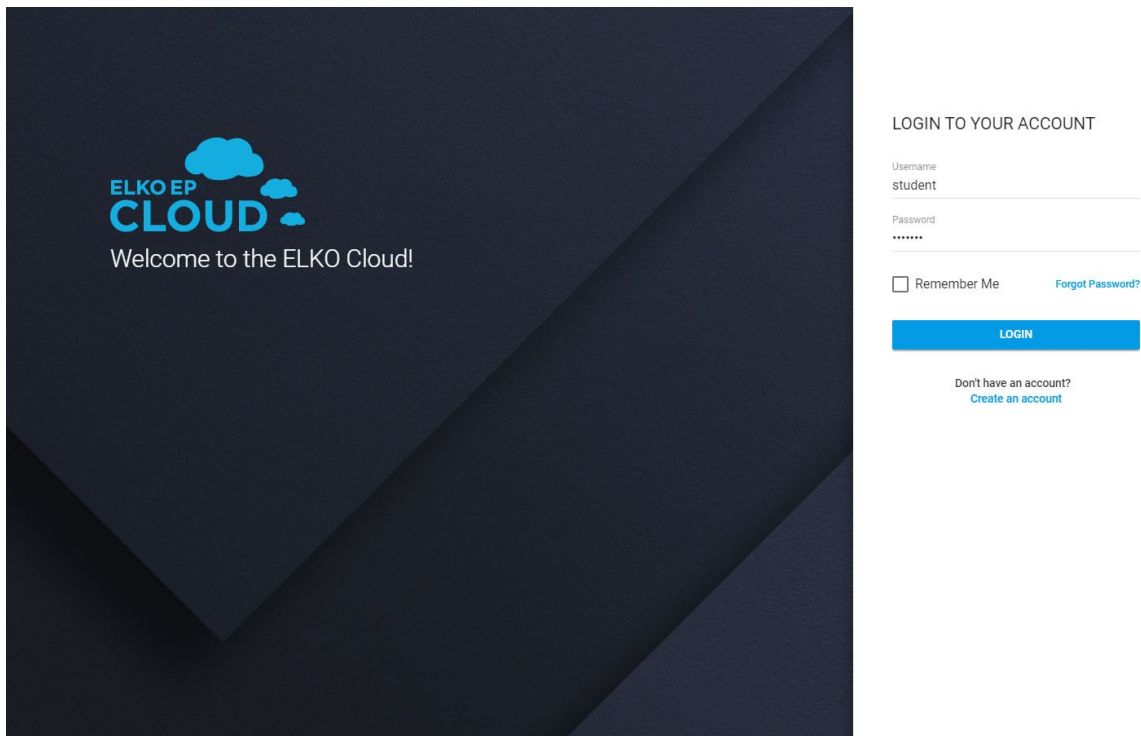 ELKO EP
CLOUD
Welcome to the ELKO Cloud!
LOGIN TO YOUR ACCOUNT
Username
student
Password
•••••••
Remember Me Forgot Password?
LOGIN
Don't have an account?
Create an account